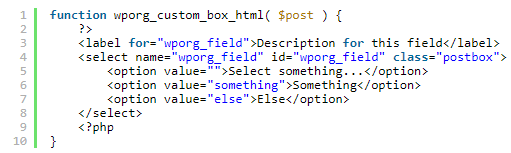 1 function wporg_custom_box_html( $post ) {
2     ?>
3     <label for="wporg_field">Description for this field</label>
4     <select name="wporg_field" id="wporg_field" class="postbox">
5         <option value="">Select something...</option>
6         <option value="something">Something</option>
7         <option value="else">Else</option>
8     </select>
9     <?php
10 }